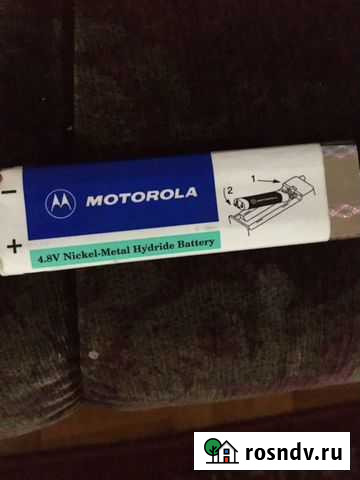 MOTOROLA
4.8V Nickel-Metal Hydride Battery
1
2
−
+
rosndv.ru